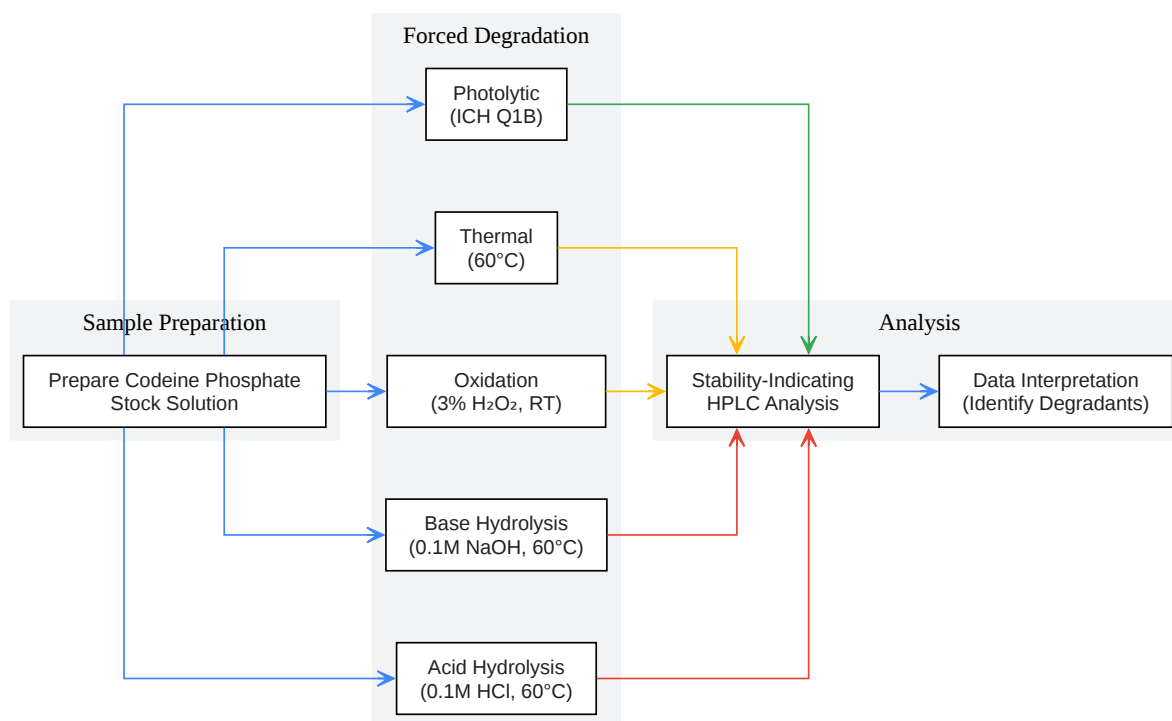 Forced Degradation
Photolytic
(ICH Q1B)
Thermal
(60°C)
Sample Preparation
Analysis
Prepare Codeine Phosphate
Stock Solution
Oxidation
(3% H₂O₂, RT)
Stability-Indicating
HPLC Analysis
Data Interpretation
(Identify Degradants)
Base Hydrolysis
(0.1M NaOH, 60°C)
Acid Hydrolysis
(0.1M HCl, 60°C)